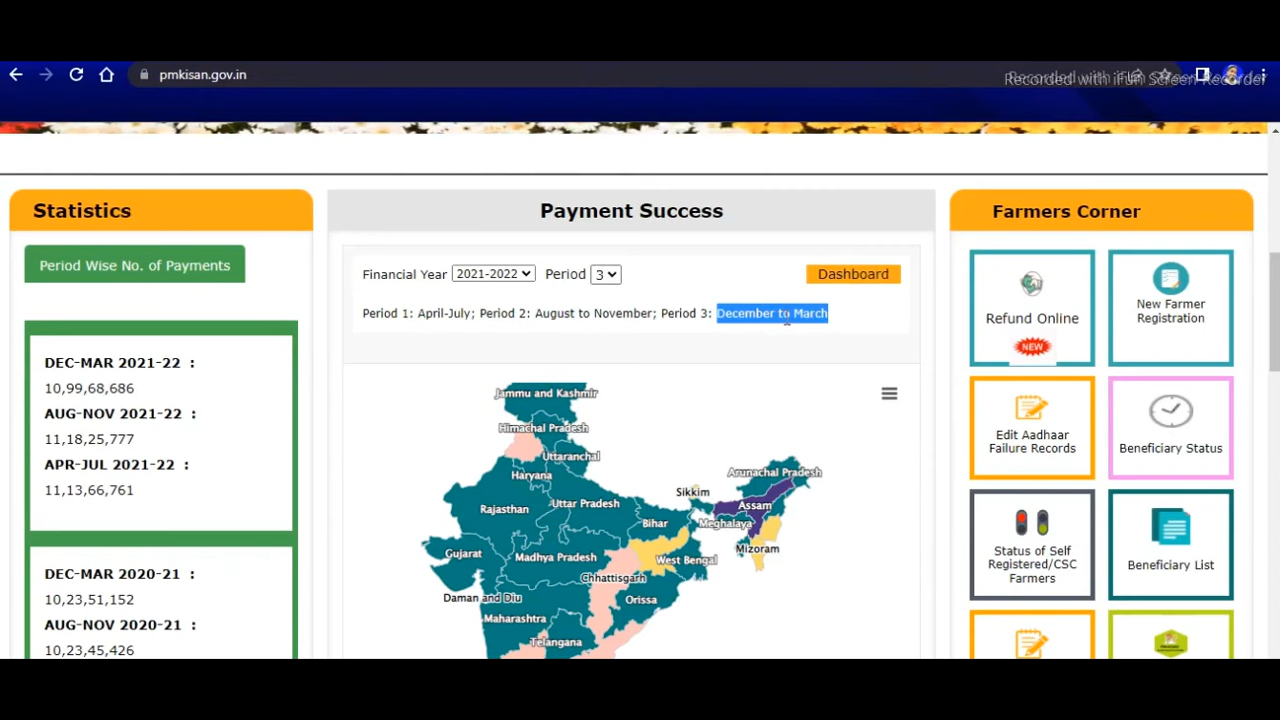 pmkisan.gov.in
Recorded with iFun Screen Recorder
Statistics
Period Wise No. of Payments
DEC-MAR 2021-22 :
10,99,68,686
AUG-NOV 2021-22 :
11,18,25,777
APR-JUL 2021-22 :
11,13,66,761
DEC-MAR 2020-21 :
10,23,51,152
AUG-NOV 2020-21 :
10,23,45,426
Payment Success
Financial Year 2021-2022 Period 3
Dashboard
Period 1: April-July; Period 2: August to November; Period 3: December to March
Jammu and Kashmir
Himachal Pradesh
Uttaranchal
Haryana
Arunachal Pradesh
Sikkim
Rajasthan
Uttar Pradesh
Assam
Bihar
Meghalaya
Mizoram
Gujarat
Madhya Pradesh
West Bengal
Chhattisgarh
Daman and Diu
Orissa
Maharashtra
Telangana
Farmers Corner
Refund Online
NEW
New Farmer
Registration
Edit Aadhaar
Failure Records
Beneficiary Status
Status of Self
Registered/CSC
Farmers
Beneficiary List